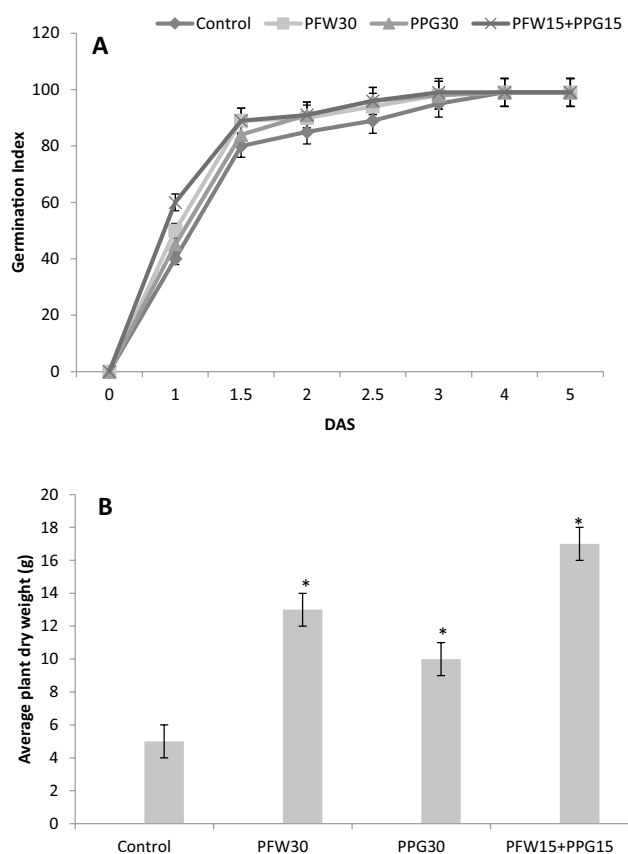 Control PFW30 PPG30 PFW15+PPG15
A
120
100
80
60
40
20
0
Germination Index
0 1 1.5 2 2.5 3 4 5
DAS
B
20
18
16
14
12
10
8
6
4
2
0
Average plant dry weight (g)
* * *
Control PFW30 PPG30 PFW15+PPG15